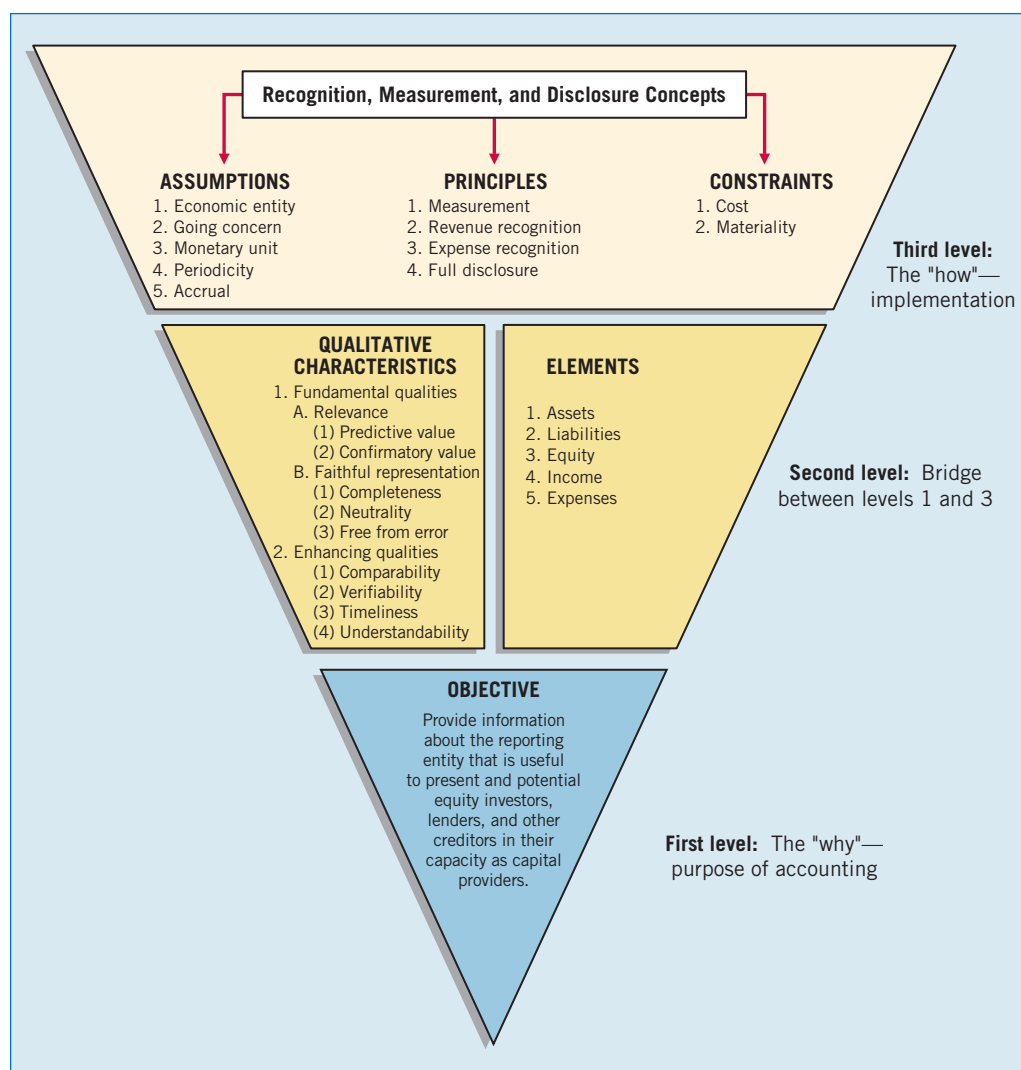 Recognition, Measurement, and Disclosure Concepts
ASSUMPTIONS
1. Economic entity
2. Going concern
3. Monetary unit
4. Periodicity
5. Accrual
PRINCIPLES
1. Measurement
2. Revenue recognition
3. Expense recognition
4. Full disclosure
CONSTRAINTS
1. Cost
2. Materiality
Third level:
The "how"—
implementation
QUALITATIVE
CHARACTERISTICS
1. Fundamental qualities
A. Relevance
(1) Predictive value
(2) Confirmatory value
B. Faithful representation
(1) Completeness
(2) Neutrality
(3) Free from error
2. Enhancing qualities
(1) Comparability
(2) Verifiability
(3) Timeliness
(4) Understandability
ELEMENTS
1. Assets
2. Liabilities
3. Equity
4. Income
5. Expenses
Second level: Bridge
between levels 1 and 3
OBJECTIVE
Provide information
about the reporting
entity that is useful
to present and potential
equity investors,
lenders, and other
creditors in their
capacity as capital
providers.
First level: The "why"—
purpose of accounting